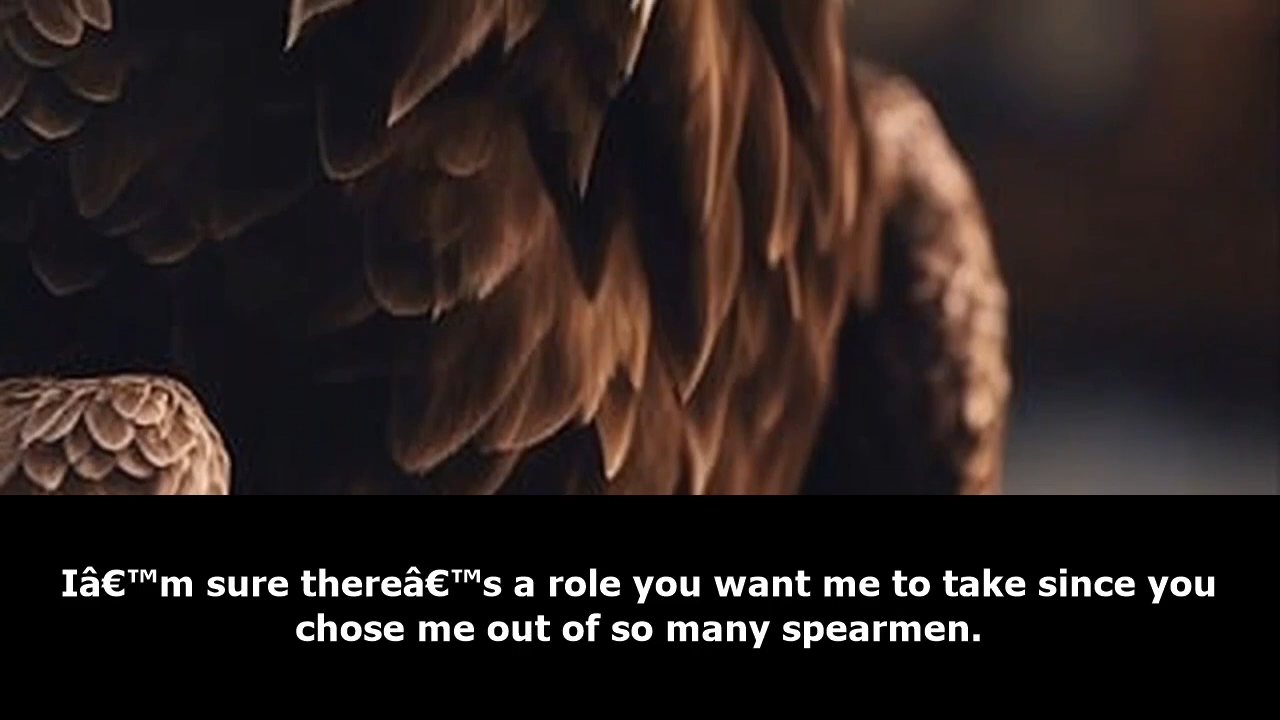 Iâ€™m sure thereâ€™s a role you want me to take since you
chose me out of so many spearmen.